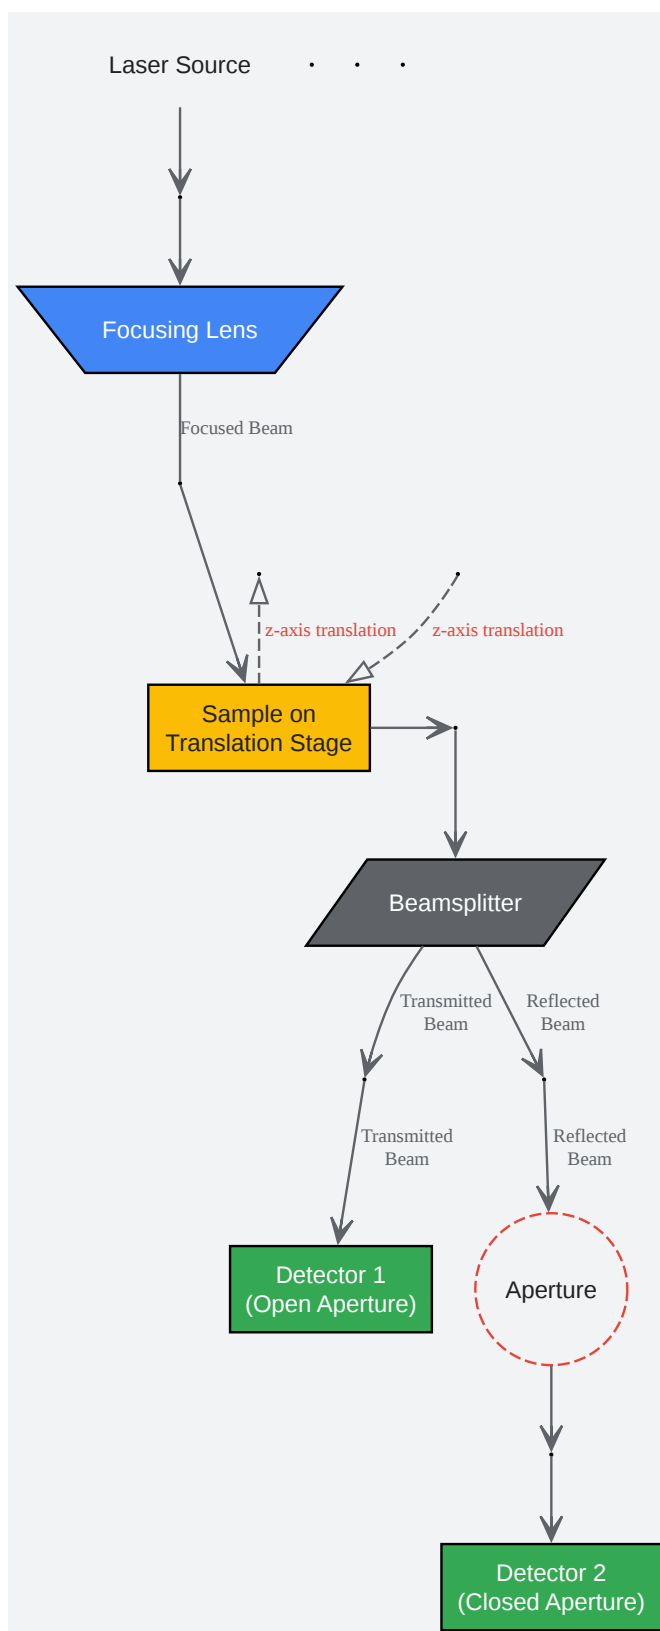 Laser Source
Focusing Lens
Focused Beam
z-axis translation
z-axis translation
Sample on
Translation Stage
Beamsplitter
Transmitted
Beam
Reflected
Beam
Transmitted
Beam
Reflected
Beam
Detector 1
(Open Aperture)
Aperture
Detector 2
(Closed Aperture)